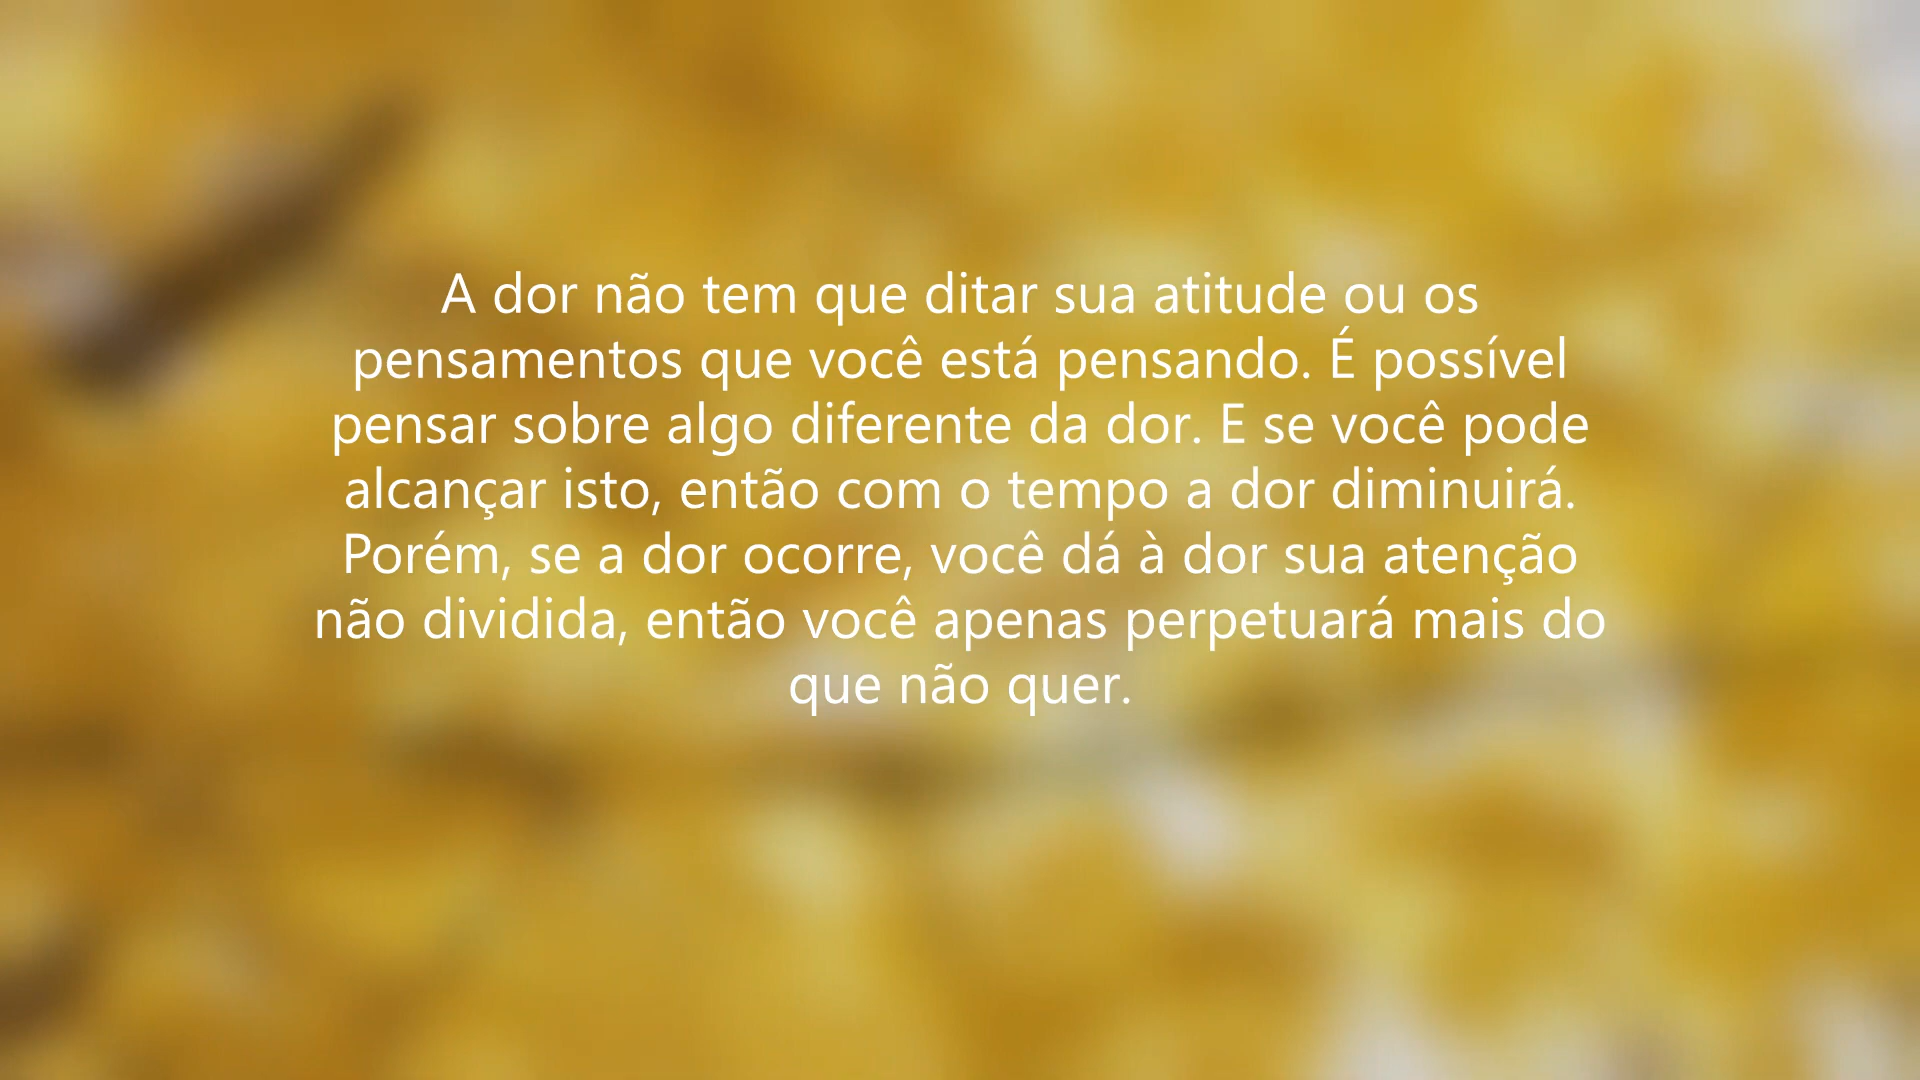 A dor não tem que ditar sua atitude ou os
pensamentos que você está pensando. É possível
pensar sobre algo diferente da dor. E se você pode
alcançar isto, então com o tempo a dor diminuirá.
Porém, se a dor ocorre, você dá à dor sua atenção
não dividida, então você apenas perpetuará mais do
que não quer.